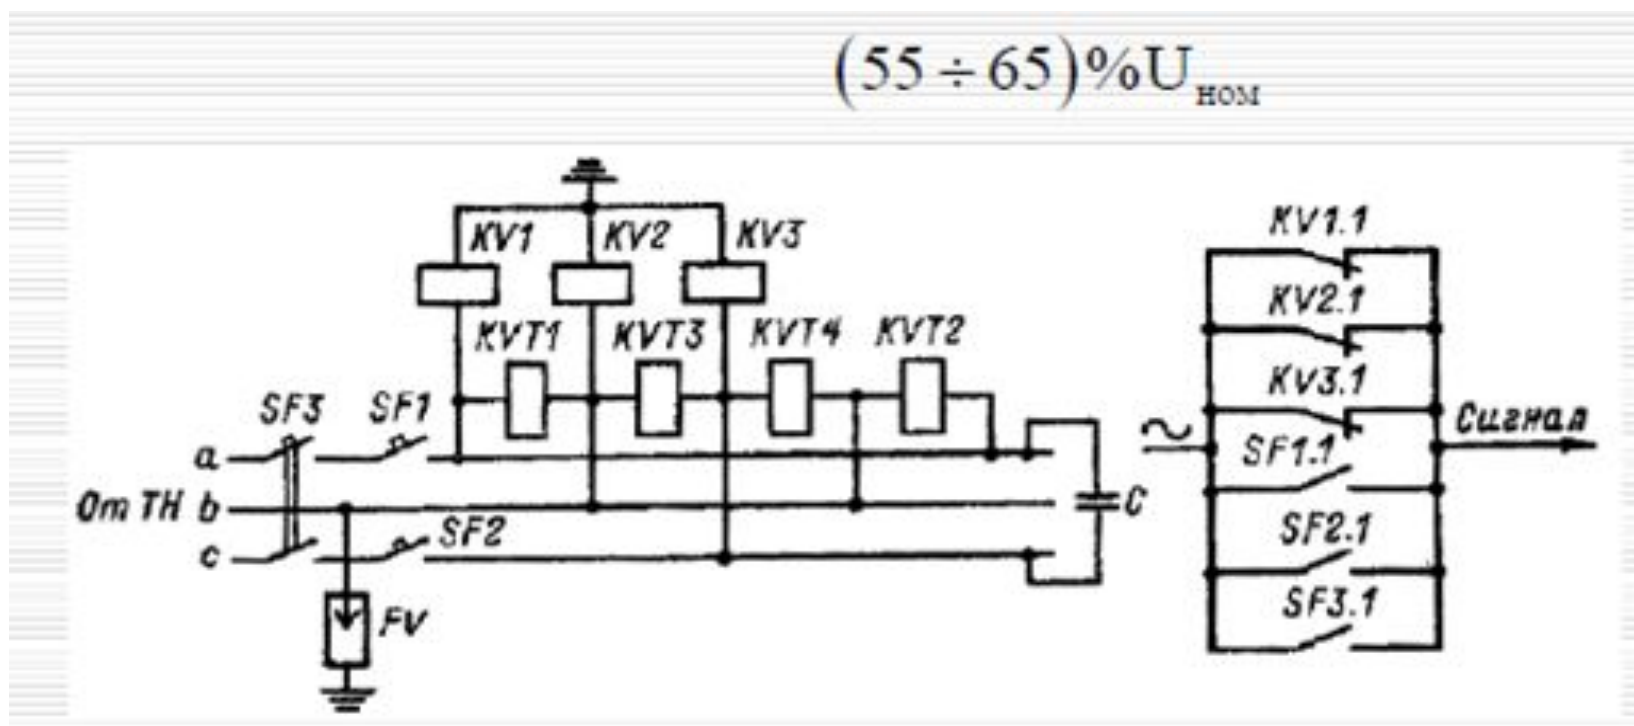 (55 ÷ 65)%Uном
KV1 KV2 KV3
KVT1 KVT3 KVT4 KVT2
SF3 SF1
a
От ТН b
c
SF2
FV
C
KV1.1
KV2.1
KV3.1
SF1.1
SF2.1
SF3.1
~
Сигнал